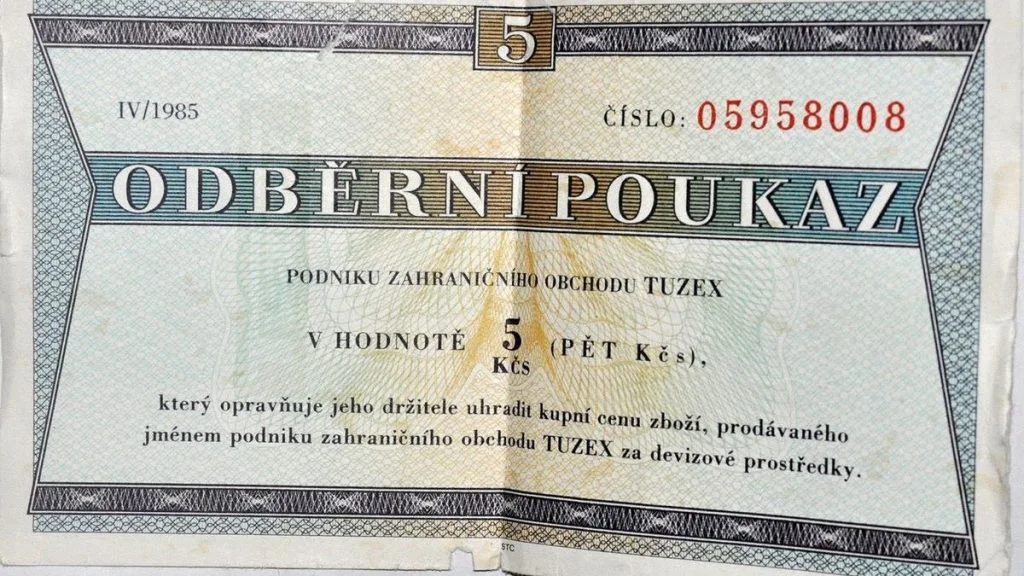 5
IV/1985
ČÍSLO: 05958008
ODBĚRNÍ POUKAZ
PODNIKU ZAHRANIČNÍHO OBCHODU TUZEX
V HODNOTĚ 5 (PĚT Kčs),
KČS
který opravňuje jeho držitele uhradit kupní cenu zboží, prodávaného
jménem podniku zahraničního obchodu TUZEX za devizové prostředky.
STC